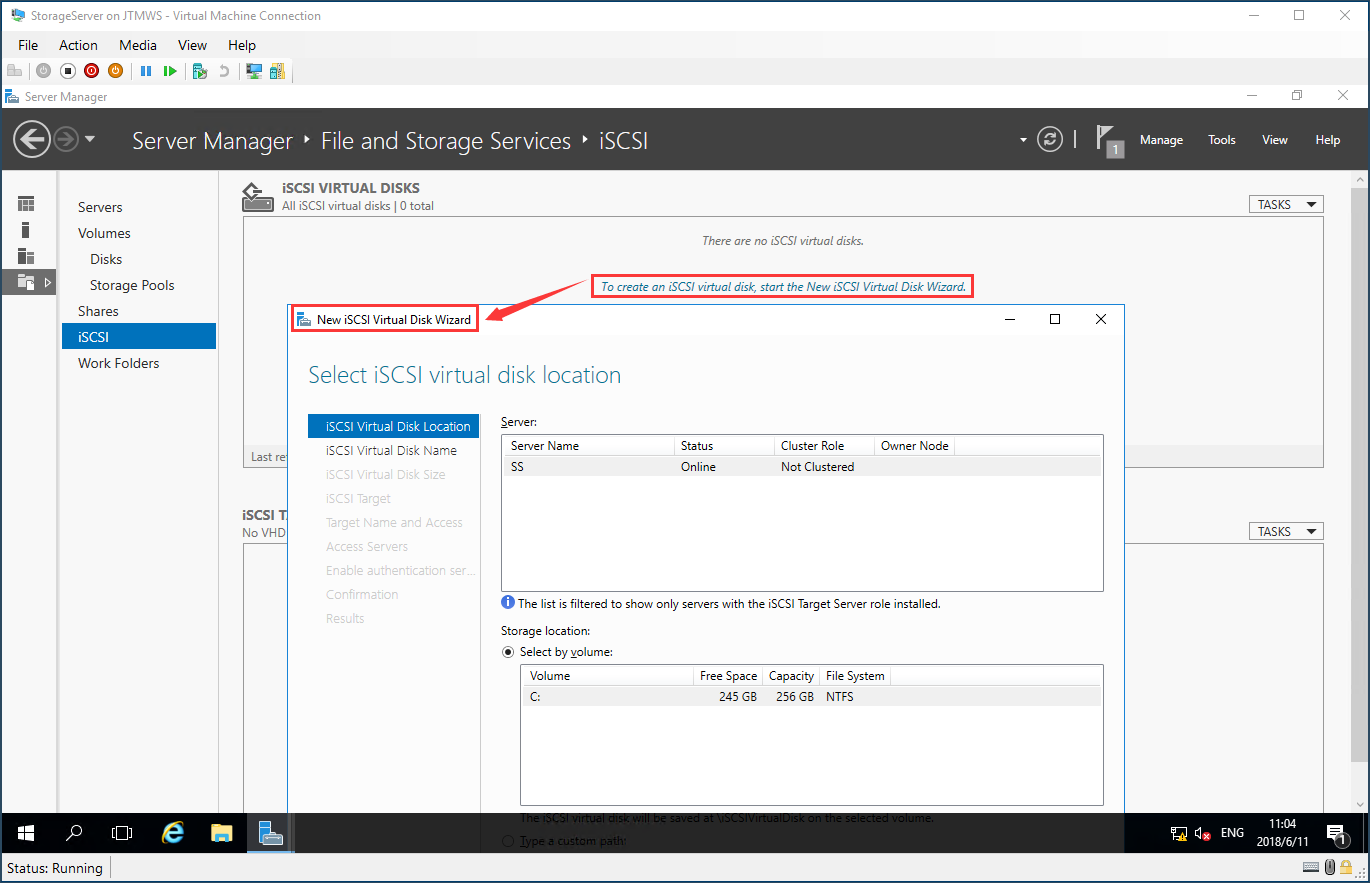 StorageServer on JTMWS - Virtual Machine Connection
File Action Media View Help
Server Manager
Server Manager ‣ File and Storage Services ‣ iSCSI
1
Manage Tools View Help
Servers
Volumes
Disks
Storage Pools
Shares
iSCSI
Work Folders
iSCSI VIRTUAL DISKS
All iSCSI virtual disks | 0 total
TASKS
There are no iSCSI virtual disks.
To create an iSCSI virtual disk, start the New iSCSI Virtual Disk Wizard.
Last re
iSCSI T
No VHD
TASKS
New iSCSI Virtual Disk Wizard
Select iSCSI virtual disk location
iSCSI Virtual Disk Location
iSCSI Virtual Disk Name
iSCSI Virtual Disk Size
iSCSI Target
Target Name and Access
Access Servers
Enable authentication ser...
Confirmation
Results
Server:
Server Name Status Cluster Role Owner Node
SS Online Not Clustered
The list is filtered to show only servers with the iSCSI Target Server role installed.
Storage location:
Select by volume:
Volume Free Space Capacity File System
C: 245 GB 256 GB NTFS
The iSCSI virtual disk will be saved at \iSCSIVirtualDisk on the selected volume.
Type a custom path:
ENG
11:04
2018/6/11
1
Status: Running